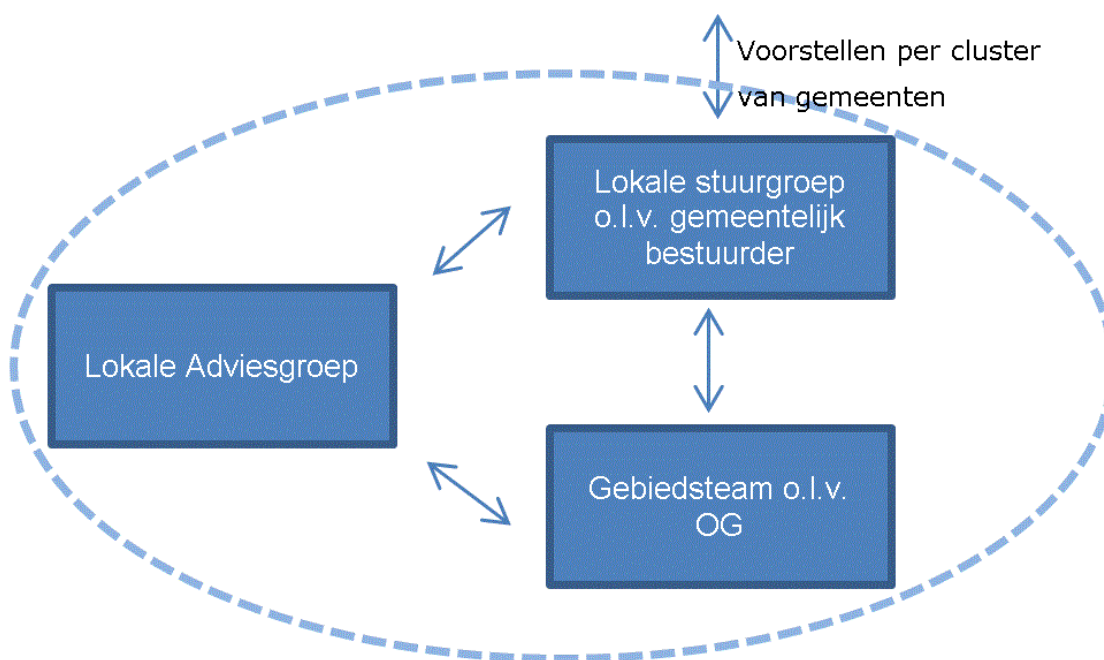 Voorstellen per cluster
van gemeenten
Lokale stuurgroep
o.l.v. gemeentelijk
bestuurder
Lokale Adviesgroep
Gebiedsteam o.l.v.
OG